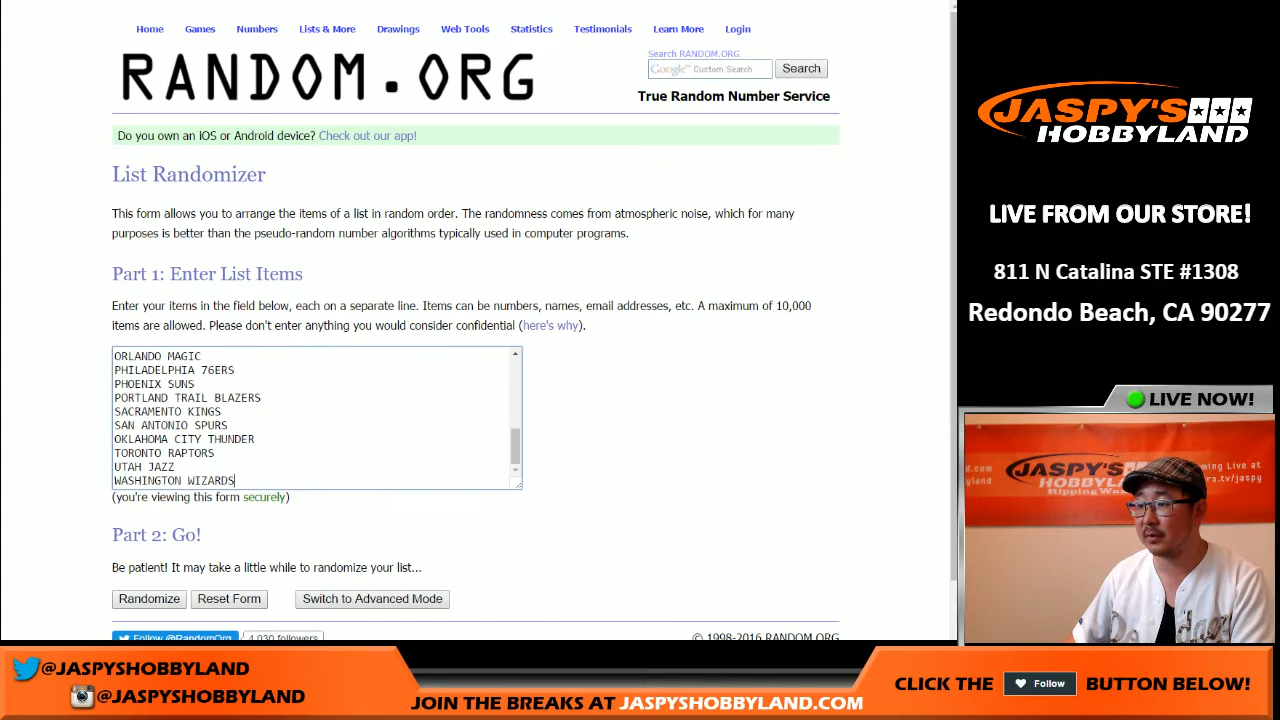 Home Games Numbers Lists & More Drawings Web Tools Statistics Testimonials Learn More Login
RANDOM.ORG
Search RANDOM.ORG
Google Custom Search Search
True Random Number Service
Do you own an iOS or Android device? Check out our app!
List Randomizer
This form allows you to arrange the items of a list in random order. The randomness comes from atmospheric noise, which for many
purposes is better than the pseudo-random number algorithms typically used in computer programs.
Part 1: Enter List Items
Enter your items in the field below, each on a separate line. Items can be numbers, names, email addresses, etc. A maximum of 10,000
items are allowed. Please don't enter anything you would consider confidential (here's why).
ORLANDO MAGIC
PHILADELPHIA 76ERS
PHOENIX SUNS
PORTLAND TRAIL BLAZERS
SACRAMENTO KINGS
SAN ANTONIO SPURS
OKLAHOMA CITY THUNDER
TORONTO RAPTORS
UTAH JAZZ
WASHINGTON WIZARDS
(you're viewing this form securely)
Part 2: Go!
Be patient! It may take a little while to randomize your list...
Randomize Reset Form Switch to Advanced Mode
Follow @RandomOrg 4,030 followers
© 1998-2016 RANDOM.ORG
JASPY'S
HOBBYLAND
LIVE FROM OUR STORE!
811 N Catalina STE #1308
Redondo Beach, CA 90277
LIVE NOW!
JASPY'S
HOBBYLAND
@JASPYSHOBBYLAND
@JASPYSHOBBYLAND
JOIN THE BREAKS AT JASPYSHOBBYLAND.COM
CLICK THE Follow BUTTON BELOW!